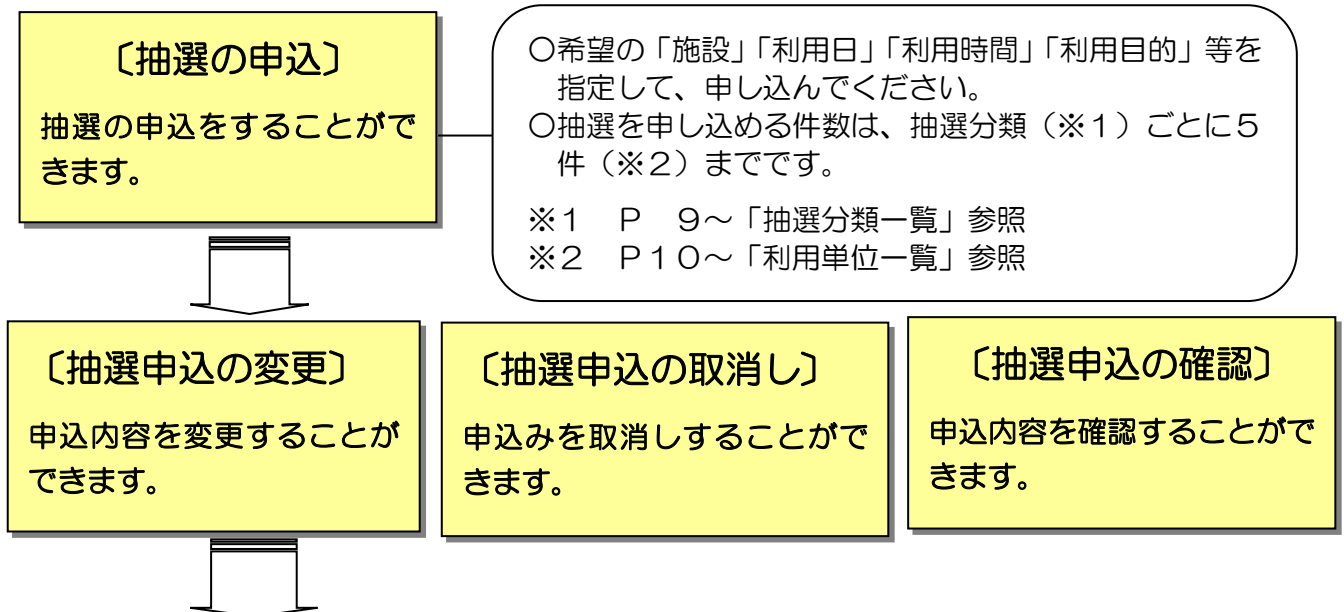 〔抽選の申込〕
抽選の申込をすることがで
きます。
〇希望の「施設」「利用日」「利用時間」「利用目的」等を
指定して、申し込んでください。
〇抽選を申し込める件数は、抽選分類（※１）ごとに５
件（※２）までです。
※１　Ｐ　９～「抽選分類一覧」参照
※２　Ｐ１０～「利用単位一覧」参照
〔抽選申込の変更〕
申込内容を変更することが
できます。
〔抽選申込の取消し〕
申込みを取消しすることがで
きます。
〔抽選申込の確認〕
申込内容を確認することがで
きます。